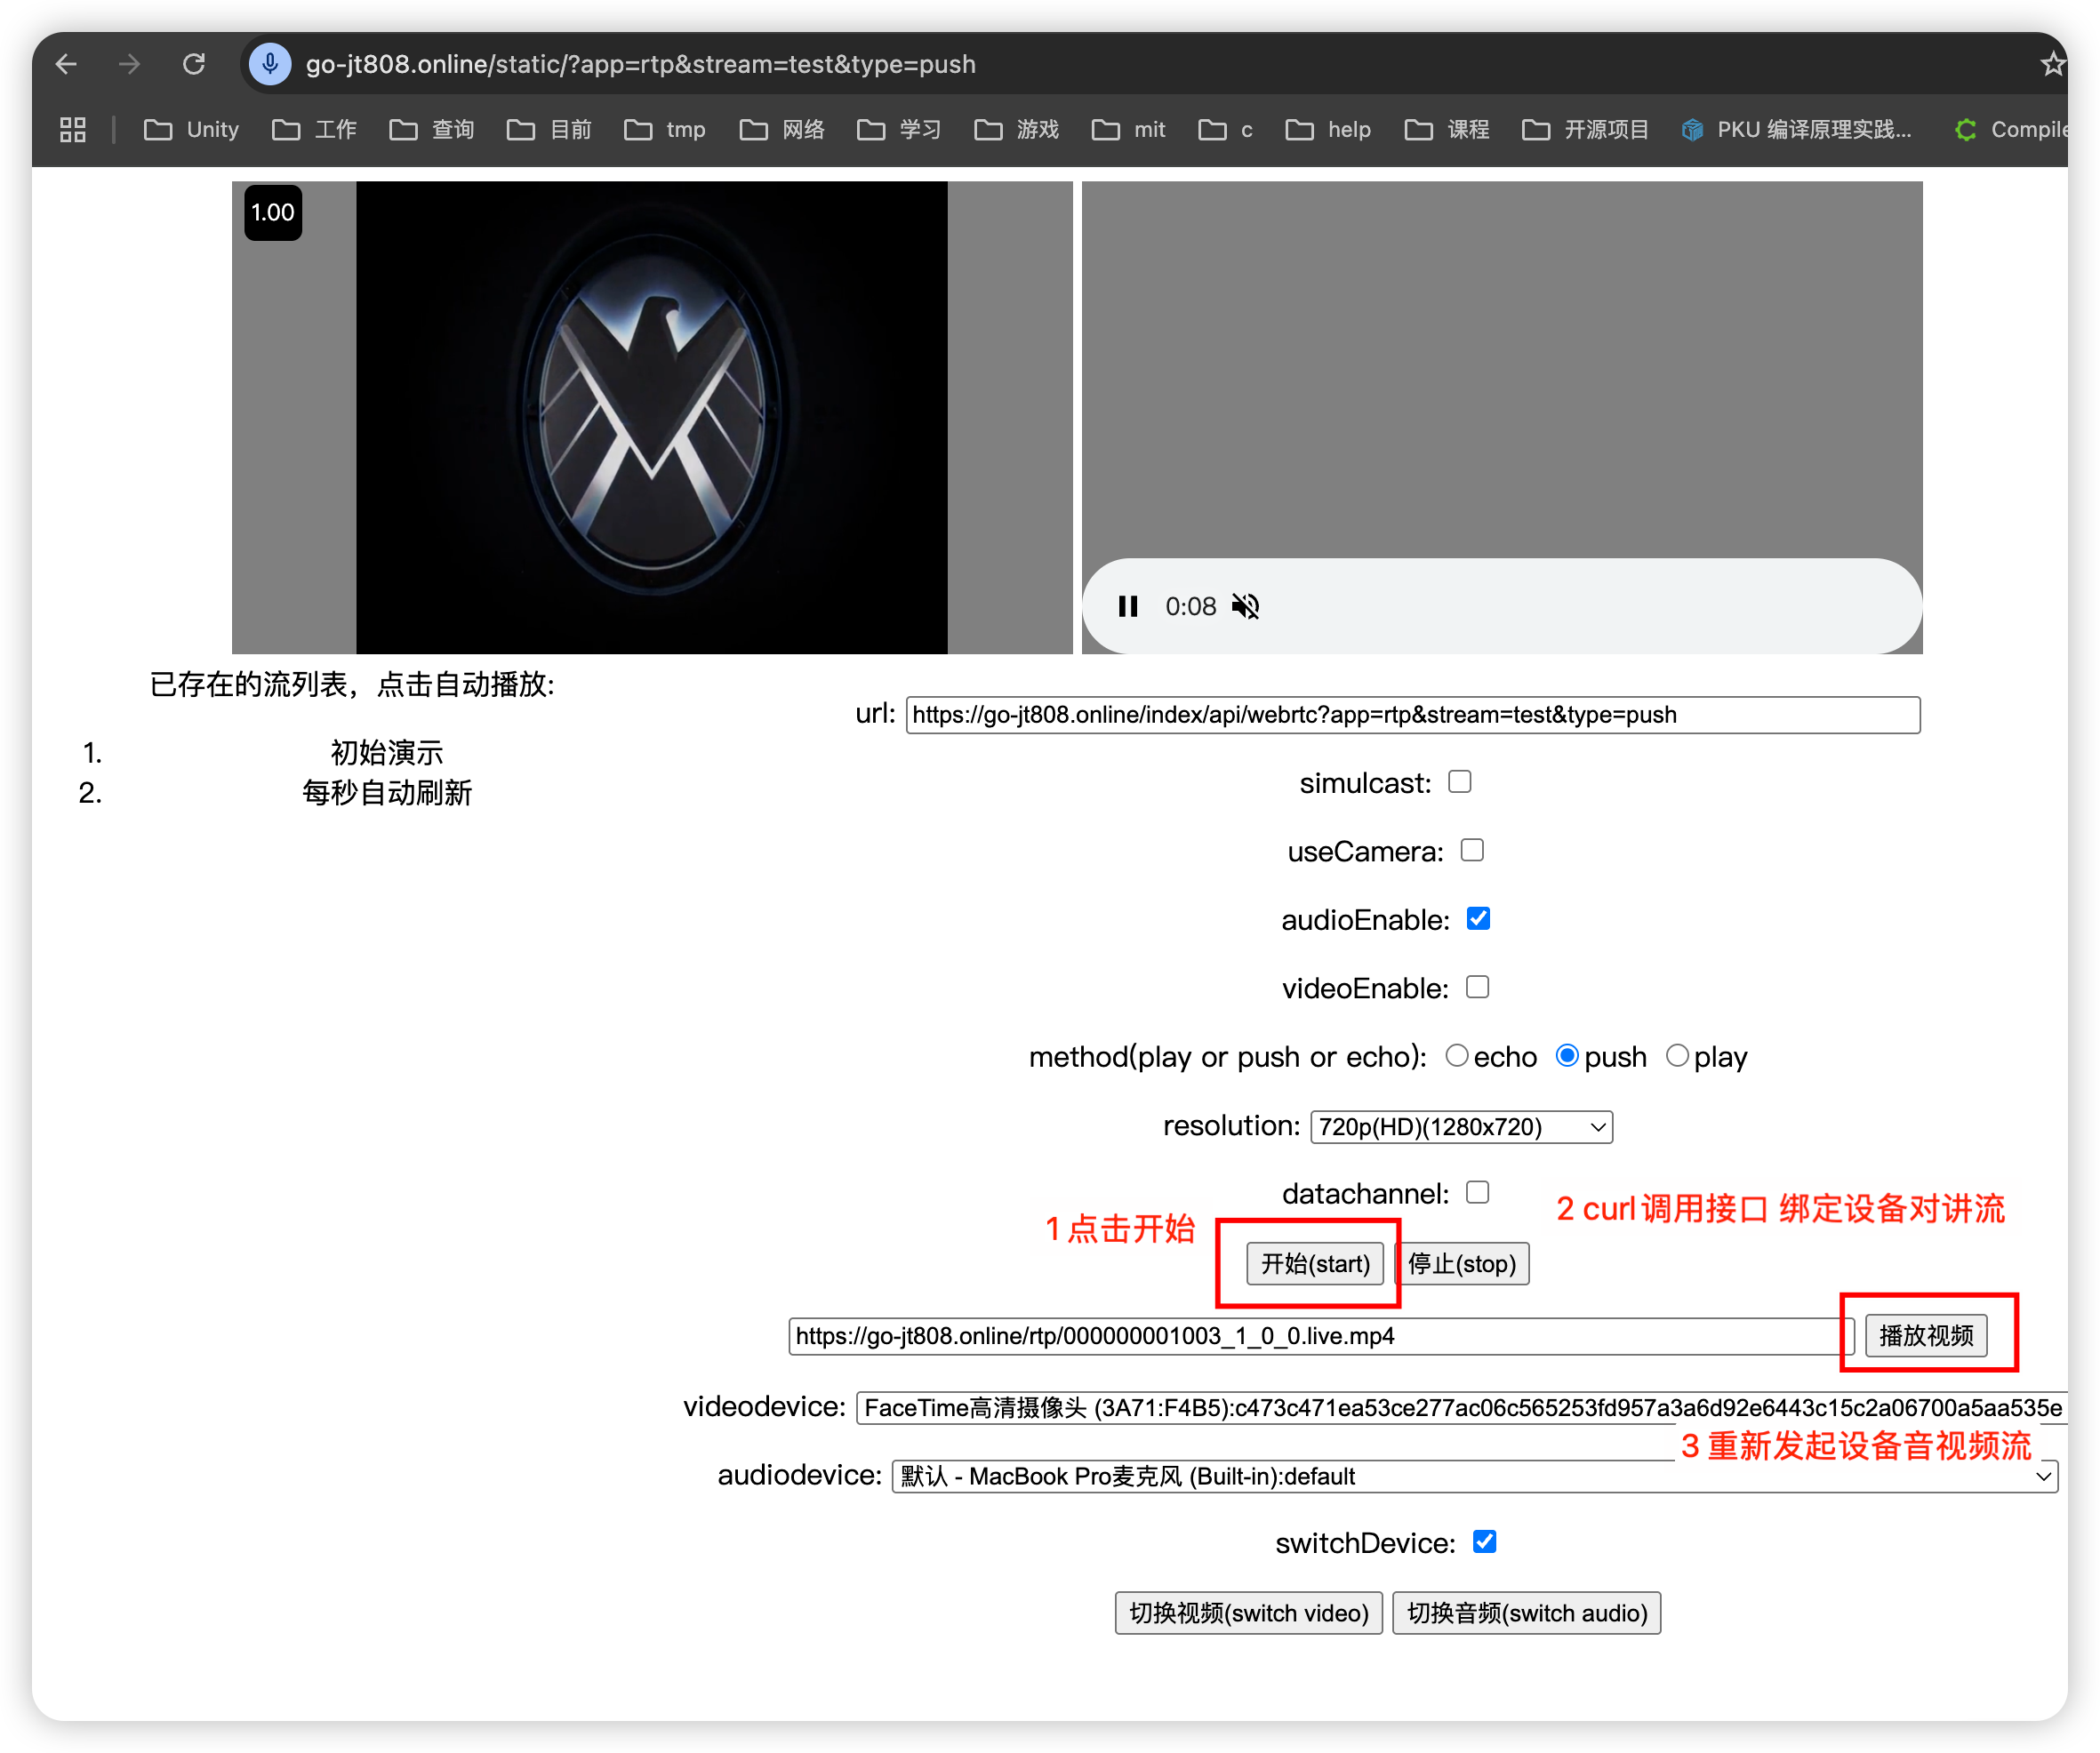 go-jt808.online/static/?app=rtp&stream=test&type=push
Unity 工作 查询 目前 tmp 网络 学习 游戏 mit c help 课程 开源项目 PKU 编译原理实践... Compile
1.00
0:08
已存在的流列表，点击自动播放:
1. 初始演示
2. 每秒自动刷新
url: https://go-jt808.online/index/api/webrtc?app=rtp&stream=test&type=push
simulcast:
useCamera:
audioEnable:
videoEnable:
method(play or push or echo): echo push play
resolution: 720p(HD)(1280x720)
datachannel:
1 点击开始
2 curl调用接口 绑定设备对讲流
开始(start) 停止(stop)
https://go-jt808.online/rtp/000000001003_1_0_0.live.mp4 播放视频
videodevice: FaceTime高清摄像头 (3A71:F4B5):c473c471ea53ce277ac06c565253fd957a3a6d92e6443c15c2a06700a5aa535e
3 重新发起设备音视频流
audiodevice: 默认 - MacBook Pro麦克风 (Built-in):default
switchDevice:
切换视频(switch video) 切换音频(switch audio)